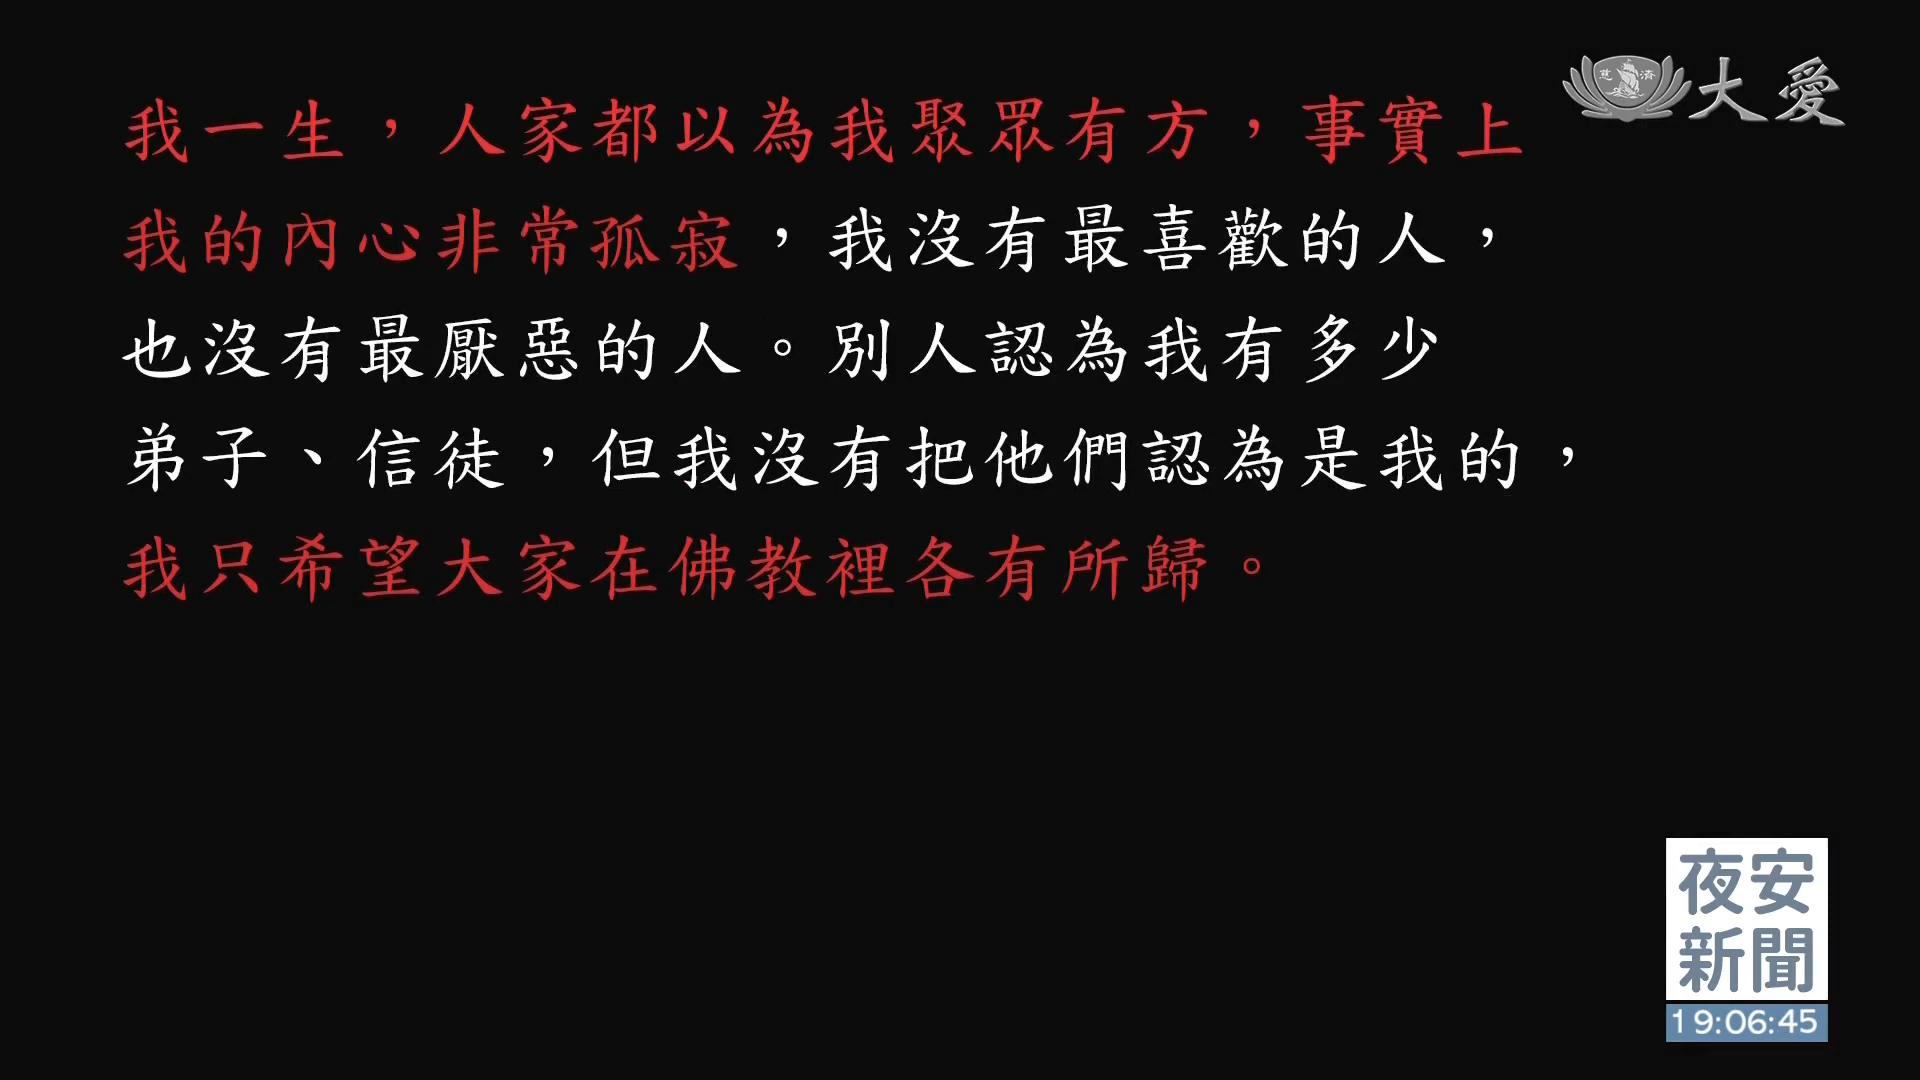 我一生，人家都以為我聚眾有方，事實上
我的內心非常孤寂，我沒有最喜歡的人，
也沒有最厭惡的人。別人認為我有多少
弟子、信徒，但我沒有把他們認為是我的，
我只希望大家在佛教裡各有所歸。
慈濟 大愛
夜安
新聞
19:06:45